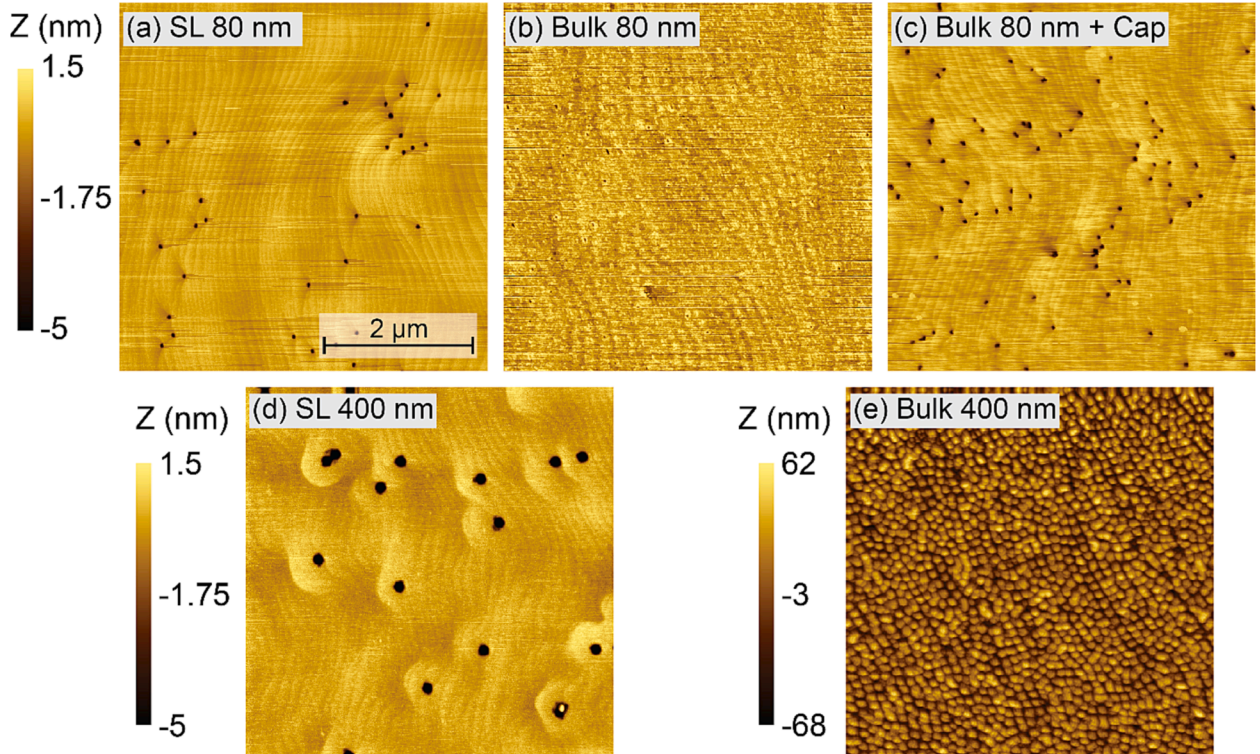 Z (nm)
1.5
-1.75
-5
(a) SL 80 nm
2 µm
(b) Bulk 80 nm
(c) Bulk 80 nm + Cap
Z (nm)
1.5
-1.75
-5
(d) SL 400 nm
Z (nm)
62
-3
-68
(e) Bulk 400 nm